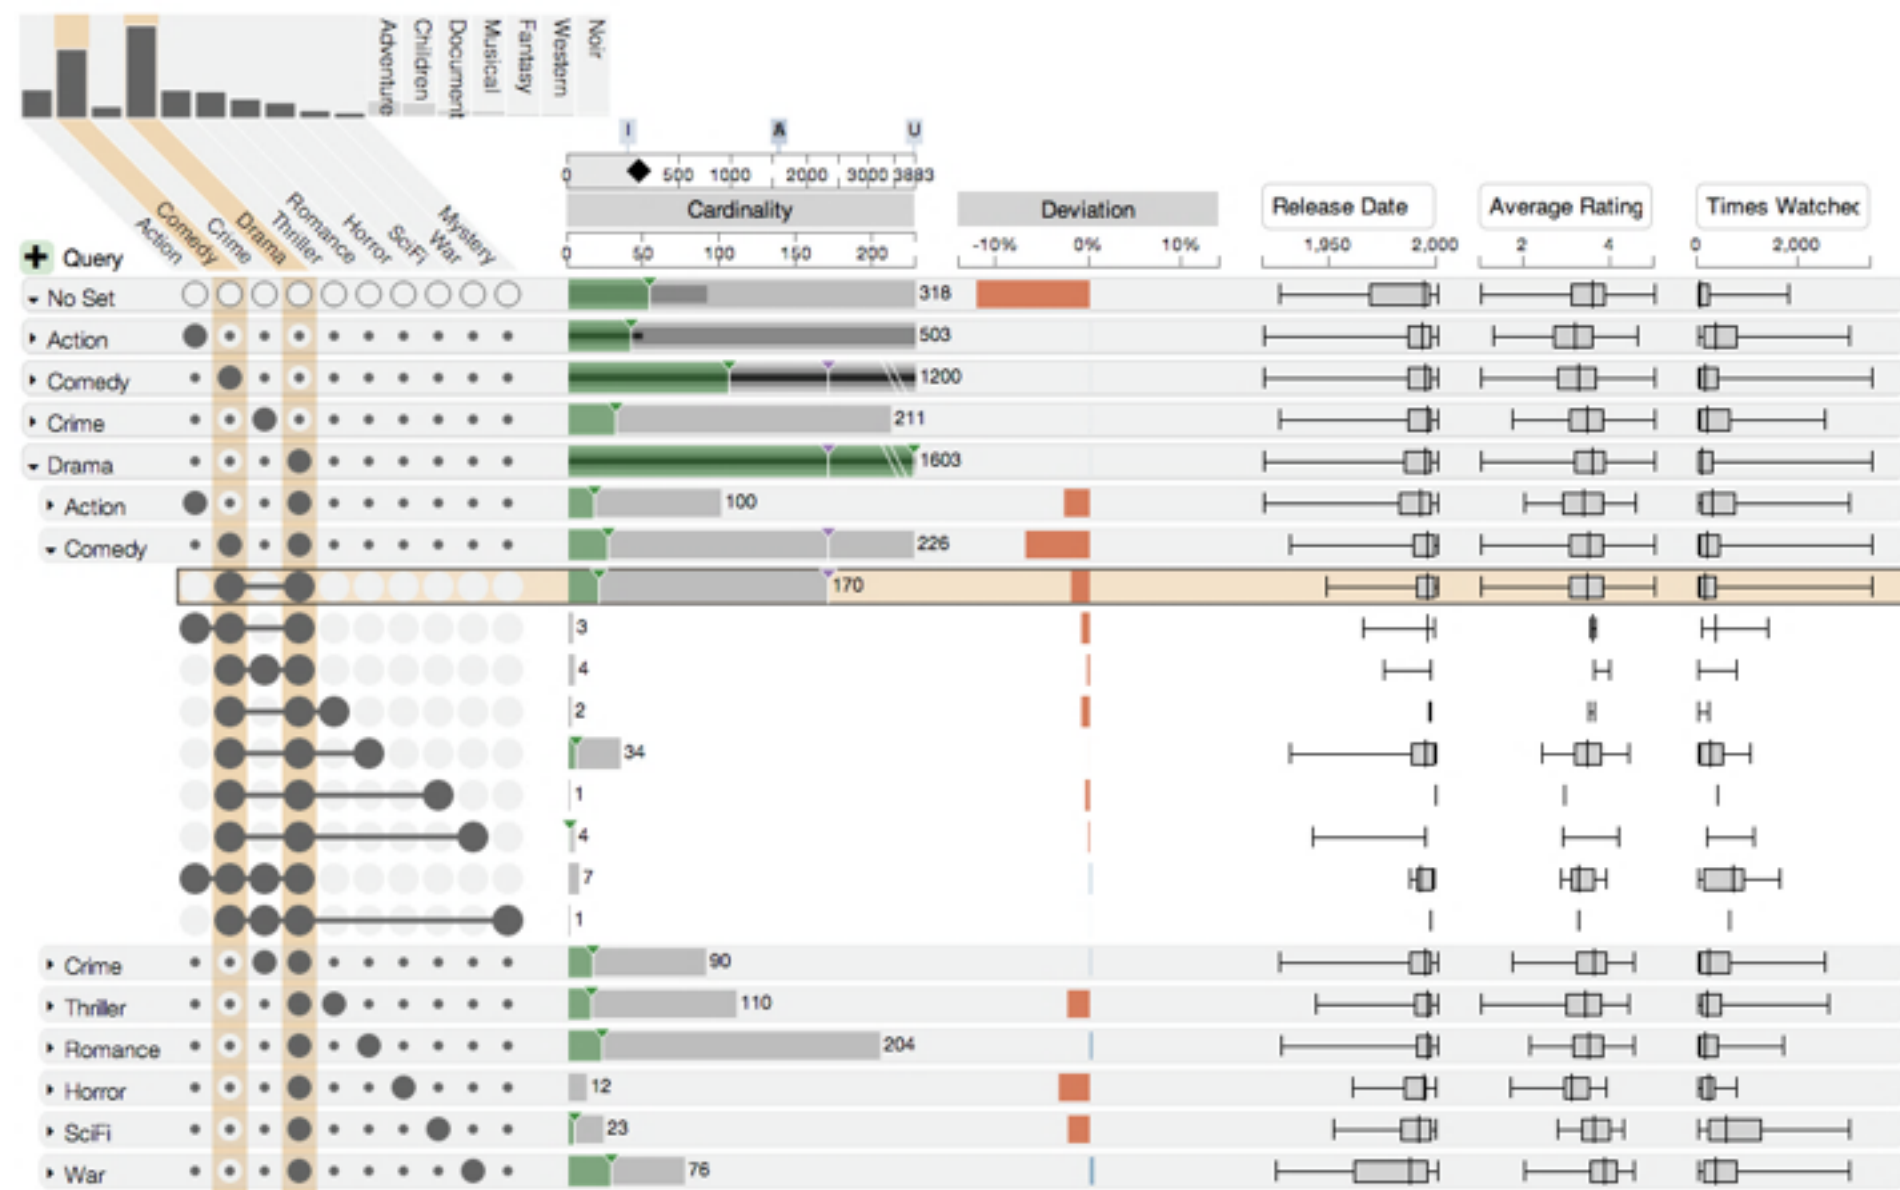 Adventure
Children
Document
Musical
Fantasy
Western
Noir
I A U
0 500 1000 2000 3000 3883
Cardinality Deviation Release Date Average Rating Times Watched
Action Comedy Crime Drama Thriller Romance Horror SciFi War Mystery
0 50 100 150 200 -10% 0% 10% 1,950 2,000 2 4 0 2,000
Query
No Set 318
Action 503
Comedy 1200
Crime 211
Drama 1603
Action 100
Comedy 226
170
3
4
2
34
1
4
7
1
Crime 90
Thriller 110
Romance 204
Horror 12
SciFi 23
War 76